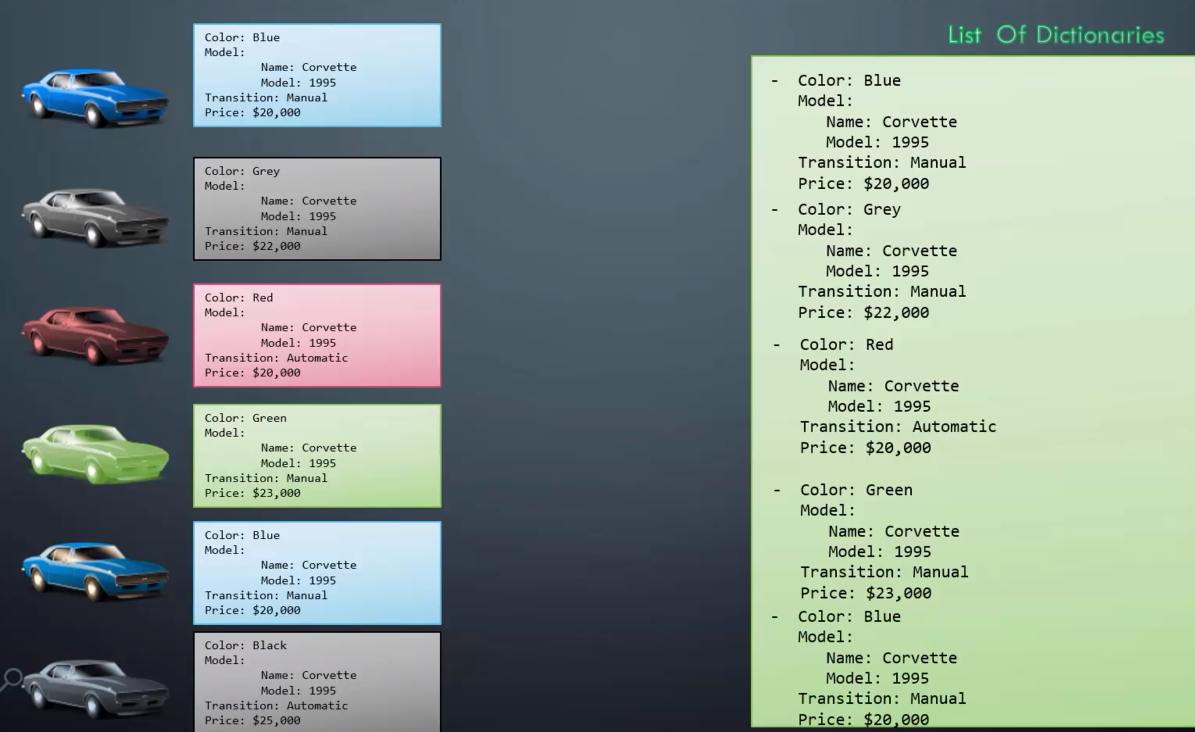 List Of Dictionaries
Color: Blue
Model:
Name: Corvette
Model: 1995
Transition: Manual
Price: $20,000
Color: Grey
Model:
Name: Corvette
Model: 1995
Transition: Manual
Price: $22,000
Color: Red
Model:
Name: Corvette
Model: 1995
Transition: Automatic
Price: $20,000
Color: Green
Model:
Name: Corvette
Model: 1995
Transition: Manual
Price: $23,000
Color: Blue
Model:
Name: Corvette
Model: 1995
Transition: Manual
Price: $20,000
Color: Black
Model:
Name: Corvette
Model: 1995
Transition: Automatic
Price: $25,000
- Color: Blue
Model:
Name: Corvette
Model: 1995
Transition: Manual
Price: $20,000
- Color: Grey
Model:
Name: Corvette
Model: 1995
Transition: Manual
Price: $22,000
- Color: Red
Model:
Name: Corvette
Model: 1995
Transition: Automatic
Price: $20,000
- Color: Green
Model:
Name: Corvette
Model: 1995
Transition: Manual
Price: $23,000
- Color: Blue
Model:
Name: Corvette
Model: 1995
Transition: Manual
Price: $20,000